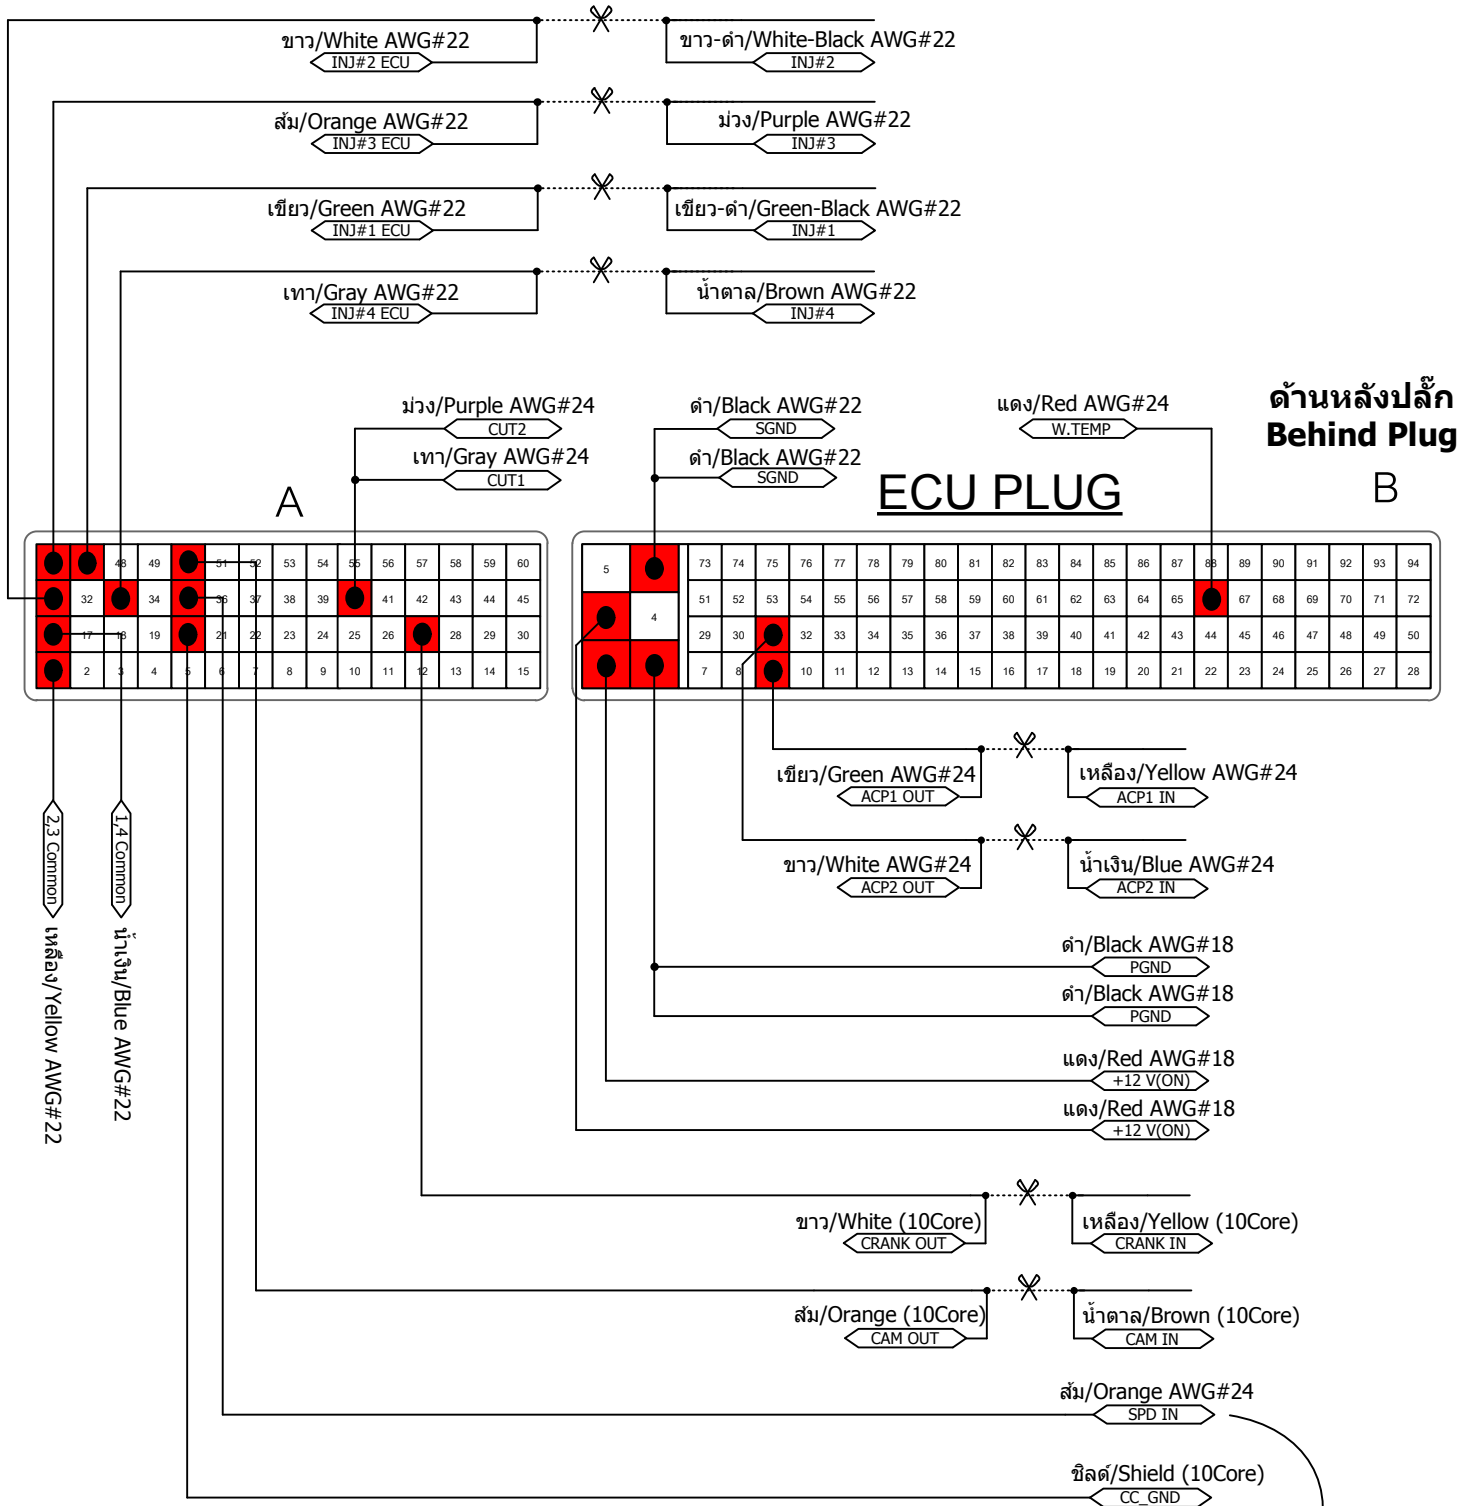 ขาว/White AWG#22
INJ#2 ECU
ขาว-ดำ/White-Black AWG#22
INJ#2
ส้ม/Orange AWG#22
INJ#3 ECU
ม่วง/Purple AWG#22
INJ#3
เขียว/Green AWG#22
INJ#1 ECU
เขียว-ดำ/Green-Black AWG#22
INJ#1
เทา/Gray AWG#22
INJ#4 ECU
น้ำตาล/Brown AWG#22
INJ#4
ม่วง/Purple AWG#24
CUT2
เทา/Gray AWG#24
CUT1
ดำ/Black AWG#22
SGND
ดำ/Black AWG#22
SGND
แดง/Red AWG#24
W.TEMP
ด้านหลังปลั๊ก
Behind Plug
A
ECU PLUG
B
48 49 51 52 53 54 55 56 57 58 59 60
32 34 36 37 38 39 41 42 43 44 45
17 18 19 21 22 23 24 25 26 28 29 30
2 3 4 5 6 7 8 9 10 11 12 13 14 15
5 73 74 75 76 77 78 79 80 81 82 83 84 85 86 87 88 89 90 91 92 93 94
4 51 52 53 54 55 56 57 58 59 60 61 62 63 64 65 67 68 69 70 71 72
29 30 32 33 34 35 36 37 38 39 40 41 42 43 44 45 46 47 48 49 50
7 8 10 11 12 13 14 15 16 17 18 19 20 21 22 23 24 25 26 27 28
เขียว/Green AWG#24
ACP1 OUT
เหลือง/Yellow AWG#24
ACP1 IN
ขาว/White AWG#24
ACP2 OUT
น้ำเงิน/Blue AWG#24
ACP2 IN
2,3 Common
เหลือง/Yellow AWG#22
1,4 Common
น้ำเงิน/Blue AWG#22
ดำ/Black AWG#18
PGND
ดำ/Black AWG#18
PGND
แดง/Red AWG#18
+12 V(ON)
แดง/Red AWG#18
+12 V(ON)
ขาว/White (10Core)
CRANK OUT
เหลือง/Yellow (10Core)
CRANK IN
ส้ม/Orange (10Core)
CAM OUT
น้ำตาล/Brown (10Core)
CAM IN
ส้ม/Orange AWG#24
SPD IN
ชิลด์/Shield (10Core)
CC_GND